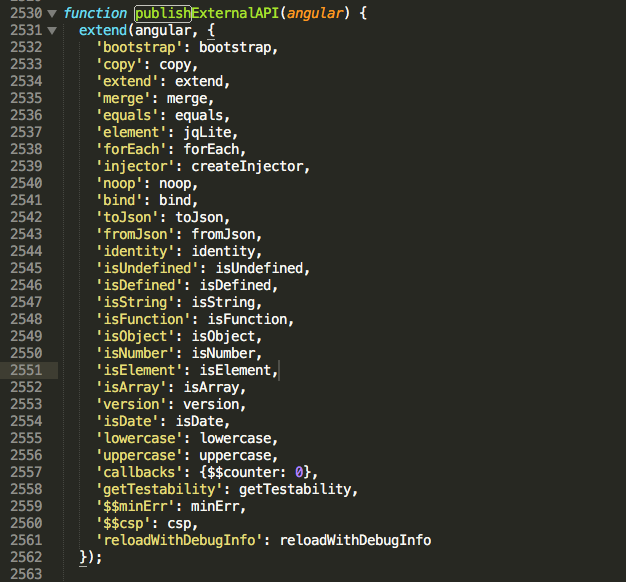 2530 function publishExternalAPI(angular) {
2531 extend(angular, {
2532 'bootstrap': bootstrap,
2533 'copy': copy,
2534 'extend': extend,
2535 'merge': merge,
2536 'equals': equals,
2537 'element': jqLite,
2538 'forEach': forEach,
2539 'injector': createInjector,
2540 'noop': noop,
2541 'bind': bind,
2542 'toJson': toJson,
2543 'fromJson': fromJson,
2544 'identity': identity,
2545 'isUndefined': isUndefined,
2546 'isDefined': isDefined,
2547 'isString': isString,
2548 'isFunction': isFunction,
2549 'isObject': isObject,
2550 'isNumber': isNumber,
2551 'isElement': isElement,
2552 'isArray': isArray,
2553 'version': version,
2554 'isDate': isDate,
2555 'lowercase': lowercase,
2556 'uppercase': uppercase,
2557 'callbacks': {$$counter: 0},
2558 'getTestability': getTestability,
2559 '$$minErr': minErr,
2560 '$$csp': csp,
2561 'reloadWithDebugInfo': reloadWithDebugInfo
2562 });
2563